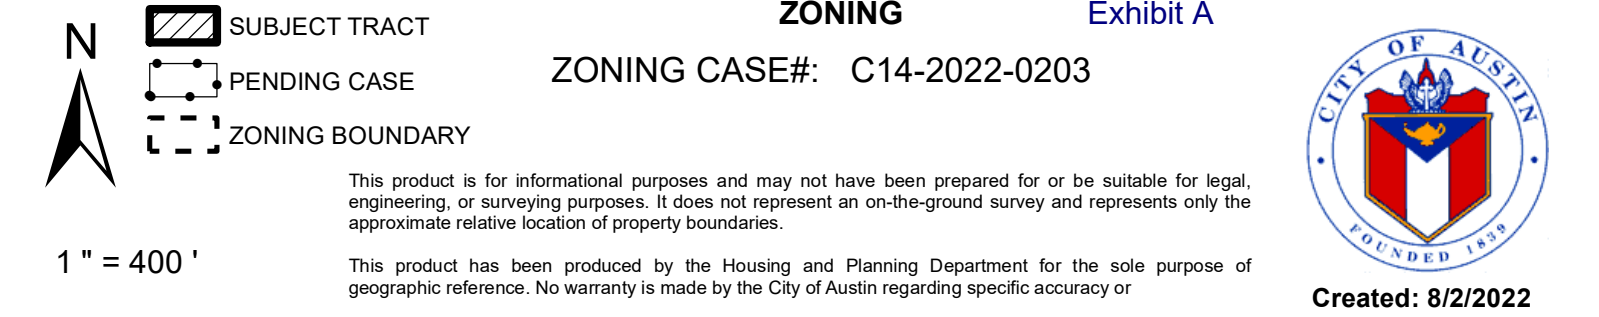 ZONING
Exhibit A
N
SUBJECT TRACT
PENDING CASE
ZONING BOUNDARY
ZONING CASE#: C14-2022-0203
This product is for informational purposes and may not have been prepared for or be suitable for legal,
engineering, or surveying purposes. It does not represent an on-the-ground survey and represents only the
approximate relative location of property boundaries.
1 " = 400 '
This product has been produced by the Housing and Planning Department for the sole purpose of
geographic reference. No warranty is made by the City of Austin regarding specific accuracy or
CITY OF AUSTIN
FOUNDED 1839
Created: 8/2/2022